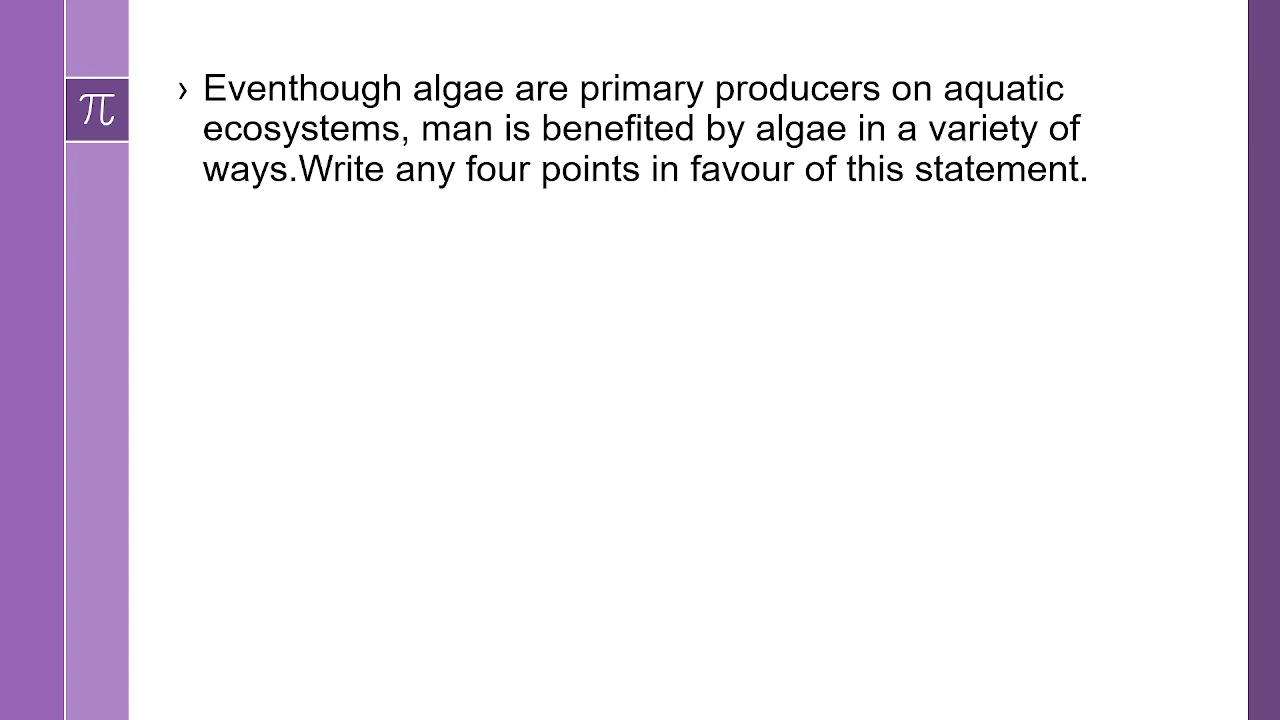 π
› Eventhough algae are primary producers on aquatic
ecosystems, man is benefited by algae in a variety of
ways.Write any four points in favour of this statement.